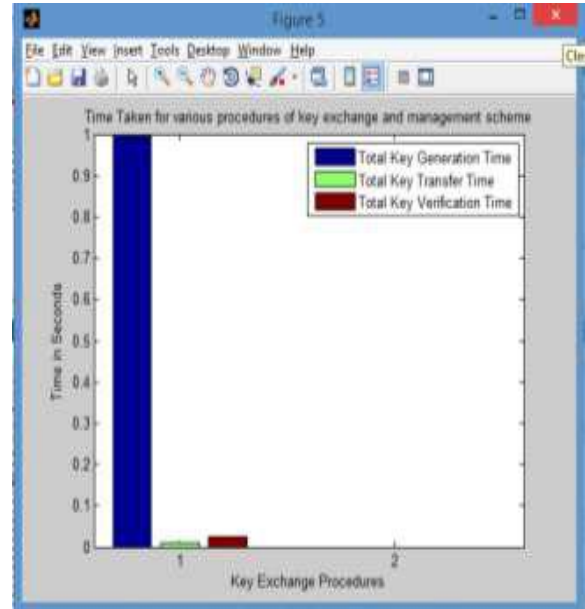 Figure 5
File Edit View Insert Tools Desktop Window Help
Cle
Time Taken for various procedures of key exchange and management scheme
Total Key Generation Time
Total Key Transfer Time
Total Key Verification Time
1
0.9
0.8
0.7
0.6
0.5
0.4
0.3
0.2
0.1
0
Time in Seconds
1 2
Key Exchange Procedures